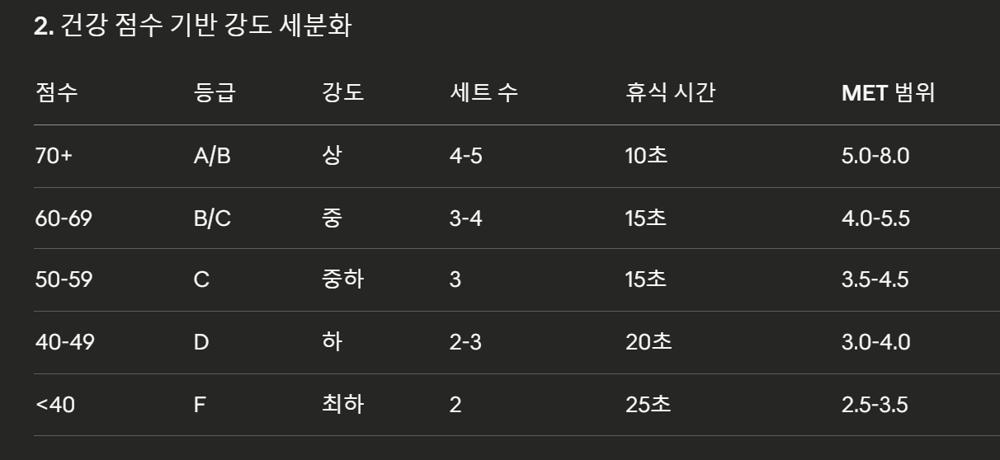 2. 건강 점수 기반 강도 세분화
점수 등급 강도 세트 수 휴식 시간 MET 범위
70+ A/B 상 4-5 10초 5.0-8.0
60-69 B/C 중 3-4 15초 4.0-5.5
50-59 C 중하 3 15초 3.5-4.5
40-49 D 하 2-3 20초 3.0-4.0
<40 F 최하 2 25초 2.5-3.5